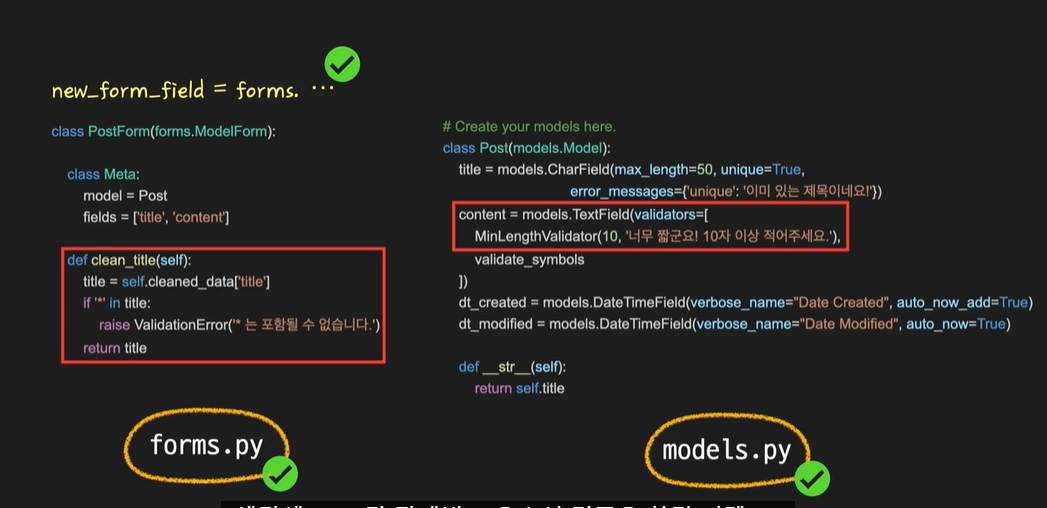 new_form_field = forms. ...
class PostForm(forms.ModelForm):
class Meta:
model = Post
fields = ['title', 'content']
def clean_title(self):
title = self.cleaned_data['title']
if '*' in title:
raise ValidationError('* 는 포함될 수 없습니다.')
return title
forms.py
# Create your models here.
class Post(models.Model):
title = models.CharField(max_length=50, unique=True,
error_messages={'unique': '이미 있는 제목이네요!'})
content = models.TextField(validators=[
MinLengthValidator(10, '너무 짧군요! 10자 이상 적어주세요.'),
validate_symbols
])
dt_created = models.DateTimeField(verbose_name="Date Created", auto_now_add=True)
dt_modified = models.DateTimeField(verbose_name="Date Modified", auto_now=True)
def __str__(self):
return self.title
models.py